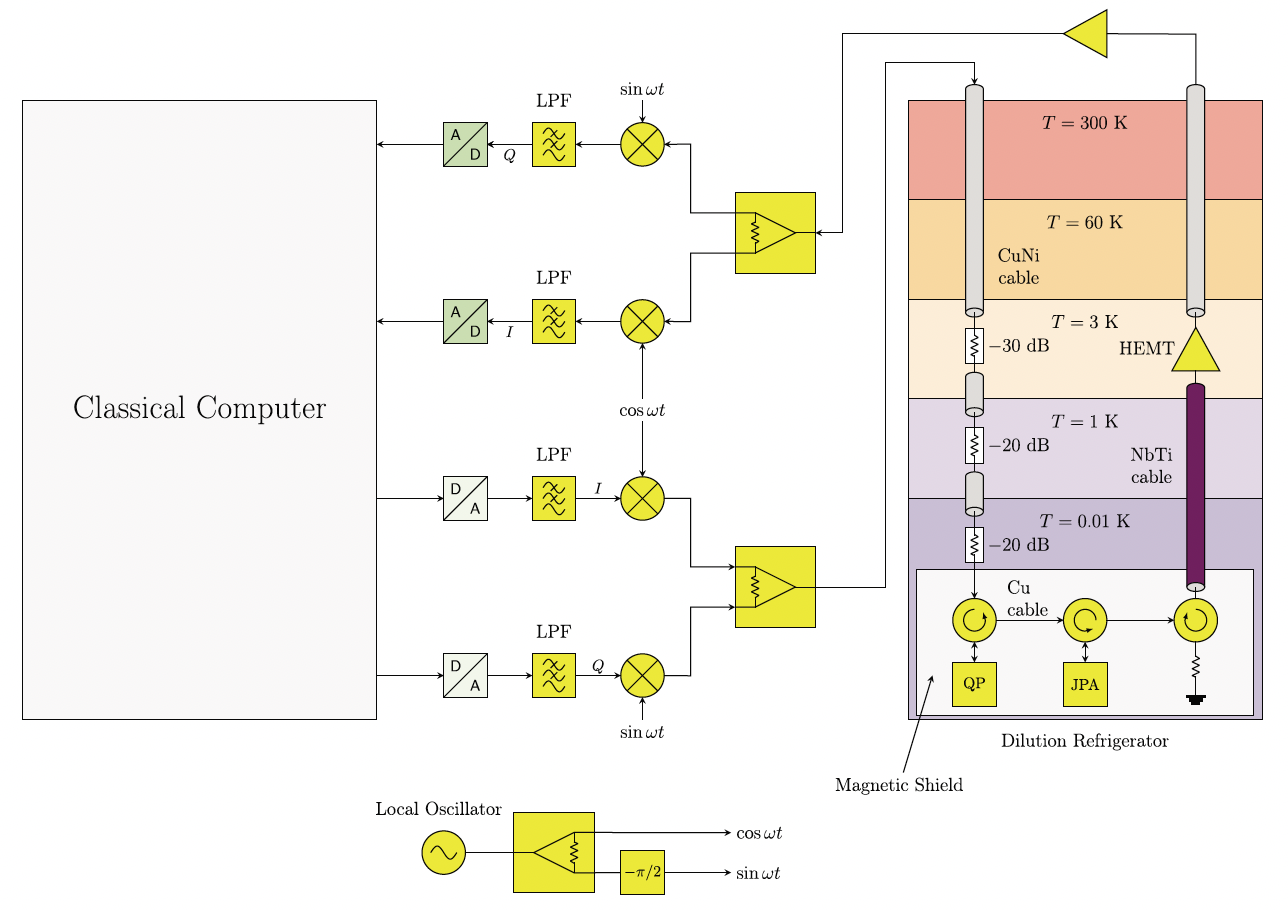 LPF
sin ωt
A
D
Q
T = 300 K
T = 60 K
CuNi
cable
LPF
A
D
I
T = 3 K
−30 dB
HEMT
Classical Computer
cos ωt
T = 1 K
−20 dB
NbTi
cable
LPF
D
A
I
T = 0.01 K
−20 dB
Cu
cable
LPF
D
A
Q
sin ωt
QP
JPA
Dilution Refrigerator
Magnetic Shield
Local Oscillator
cos ωt
−π/2
sin ωt